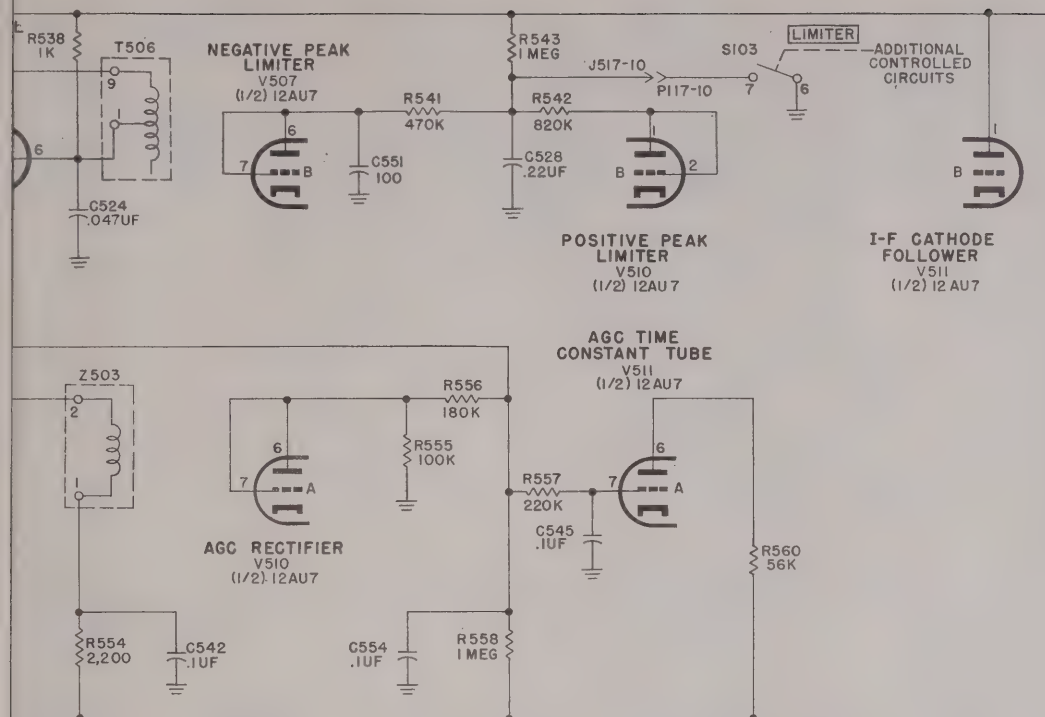 R538
1K
T506
9
1
6
C524
.047UF
NEGATIVE PEAK
LIMITER
V507
(1/2) 12AU7
6
7
B
R541
470K
C551
100
R543
1 MEG
J517-10
P117-10
R542
820K
C528
.22UF
1
B
2
S103
7
6
LIMITER
ADDITIONAL
CONTROLLED
CIRCUITS
POSITIVE PEAK
LIMITER
V510
(1/2) 12AU7
1
B
I-F CATHODE
FOLLOWER
V511
(1/2) 12AU7
Z503
2
1
R554
2,200
C542
.1UF
6
7
A
AGC RECTIFIER
V510
(1/2) 12AU7
R556
180K
R555
100K
C554
.1UF
R558
1 MEG
AGC TIME
CONSTANT TUBE
V511
(1/2) 12AU7
R557
220K
C545
.1UF
6
7
A
R560
56K